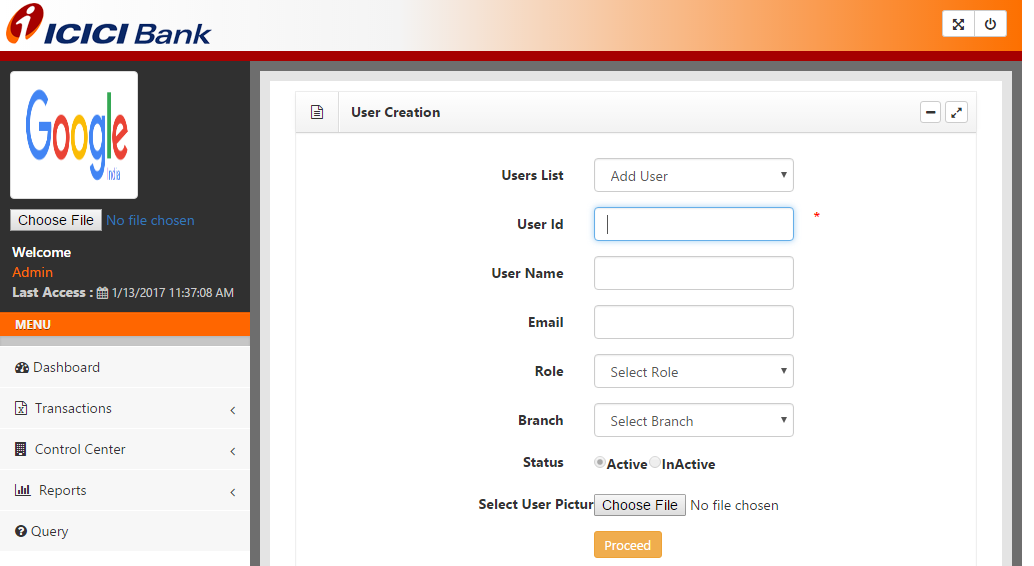 ICICI Bank
Google
India
Choose File No file chosen
Welcome
Admin
Last Access : 1/13/2017 11:37:08 AM
MENU
Dashboard
Transactions
Control Center
Reports
Query
User Creation
Users List Add User
User Id *
User Name
Email
Role Select Role
Branch Select Branch
Status Active InActive
Select User Pictur Choose File No file chosen
Proceed